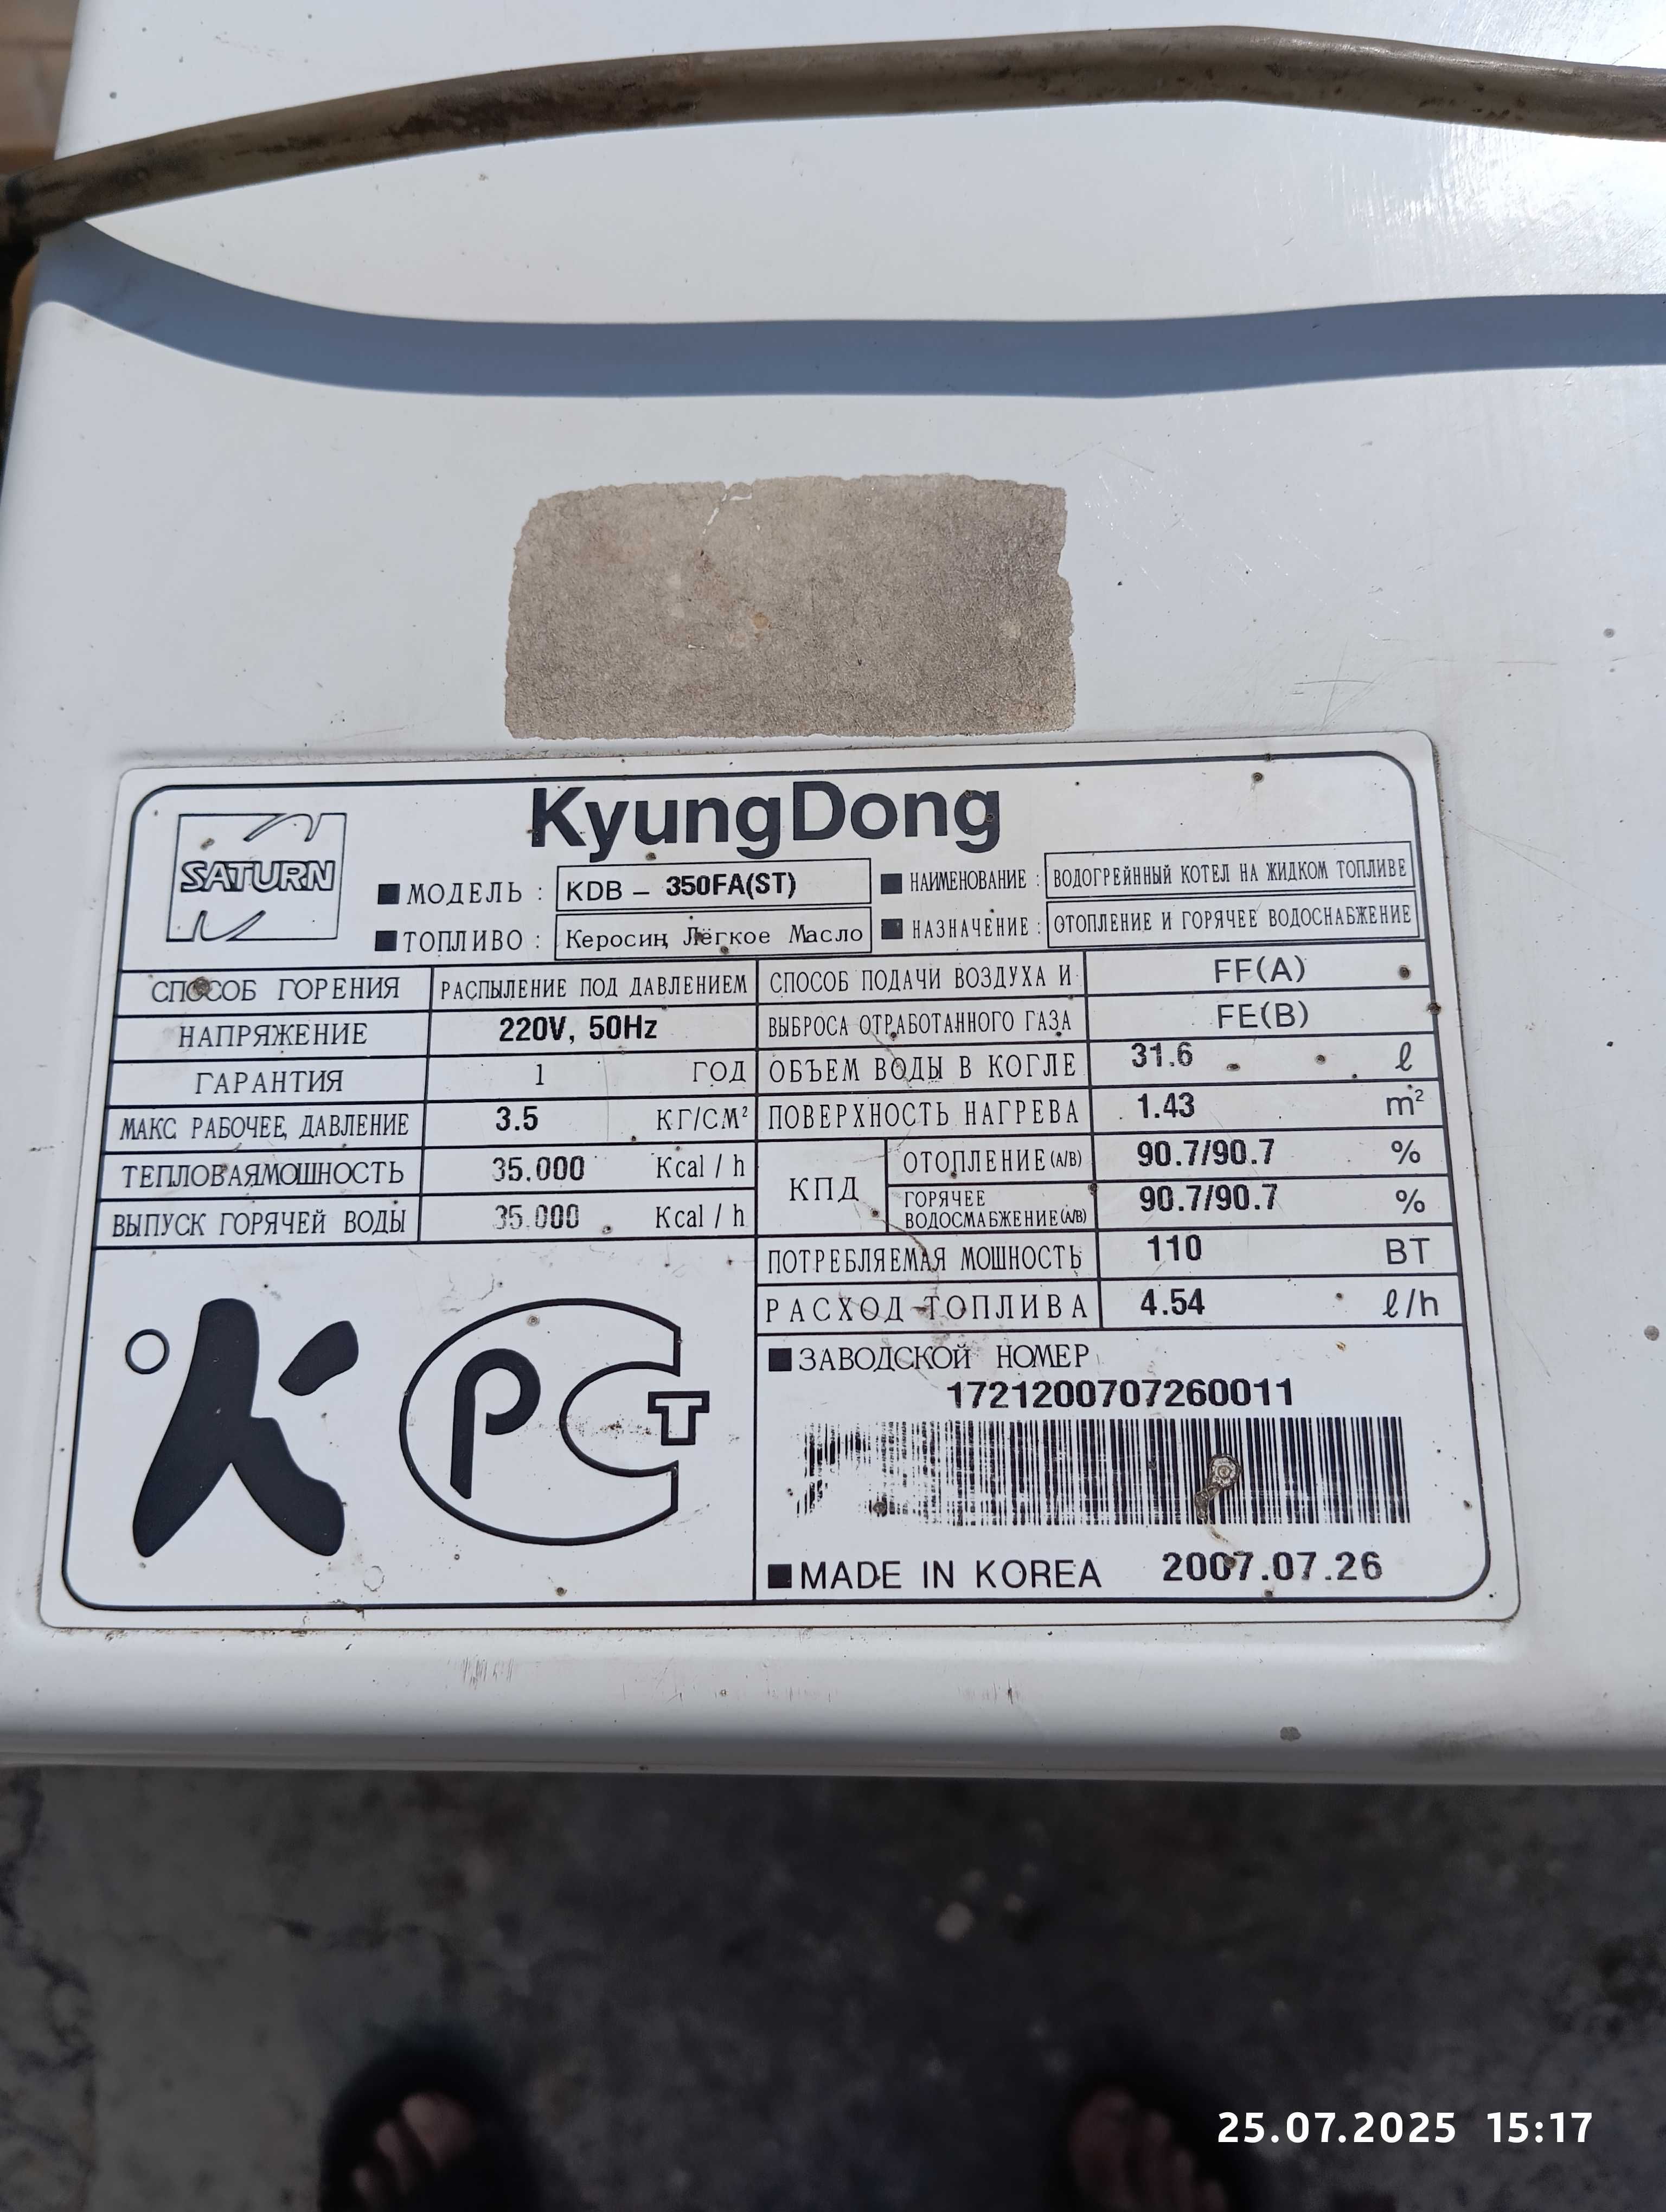 KyungDong
SATURN
■ МОДЕЛЬ : KDB – 350FA(ST)
■ НАИМЕНОВАНИЕ : ВОДОГРЕЙННЫЙ КОТЕЛ НА ЖИДКОМ ТОПЛИВЕ
■ ТОПЛИВО : Керосин, Лёгкое Масло
■ НАЗНАЧЕНИЕ : ОТОПЛЕНИЕ И ГОРЯЧЕЕ ВОДОСНАБЖЕНИЕ
СПОСОБ ГОРЕНИЯ РАСПЫЛЕНИЕ ПОД ДАВЛЕНИЕМ
НАПРЯЖЕНИЕ 220V, 50Hz
ГАРАНТИЯ 1 ГОД
МАКС. РАБОЧЕЕ, ДАВЛЕНИЕ 3.5 КГ/СМ²
ТЕПЛОВАЯМОШНОСТЬ 35.000 Kcal / h
ВЫПУСК ГОРЯЧЕЙ ВОДЫ 35.000 Kcal / h
СПОСОБ ПОДАЧИ ВОЗДУХА И FF(A)
ВЫБРОСА ОТРАБОТАННОГО ГАЗА FE(B)
ОБЪЕМ ВОДЫ В КОГЛЕ 31.6 ℓ
ПОВЕРХНОСТЬ НАГРЕВА 1.43 m²
КПД
ОТОПЛЕНИЕ (A/B) 90.7/90.7 %
ГОРЯЧЕЕ
ВОДОСМАБЖЕНИЕ(A/B) 90.7/90.7 %
ПОТРЕБЛЯЕМАЯ МОШНОСТЬ 110 ВТ
РАСХОД ТОПЛИВА 4.54 ℓ/h
РСТ
■ ЗАВОДСКОЙ НОМЕР
1721200707260011
■ MADE IN KOREA 2007.07.26
25.07.2025 15:17